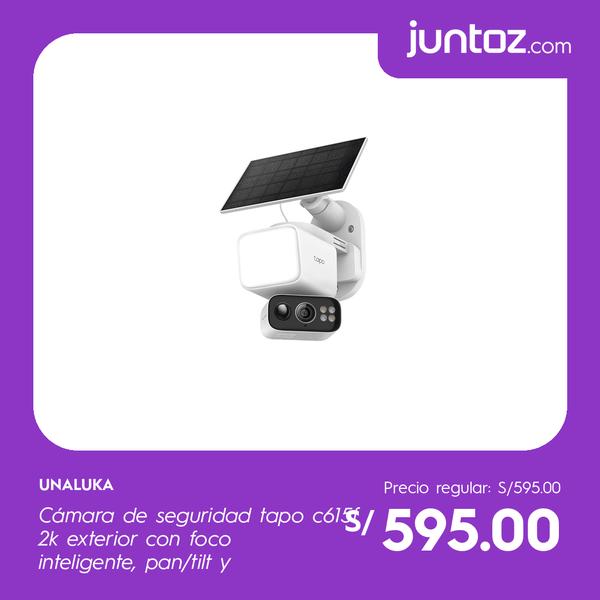 juntoz.com
tapo
UNALUKA
Precio regular: S/595.00
Cámara de seguridad tapo c615f
2k exterior con foco
inteligente, pan/tilt y
S/ 595.00